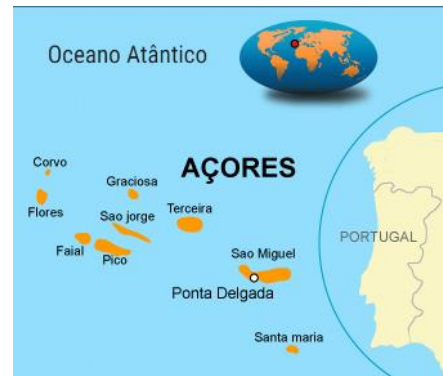 Oceano Atântico
AÇORES
Corvo
Flores
Graciosa
Sao jorge
Terceira
Faial
Pico
Sao Miguel
Ponta Delgada
Santa maria
PORTUGAL